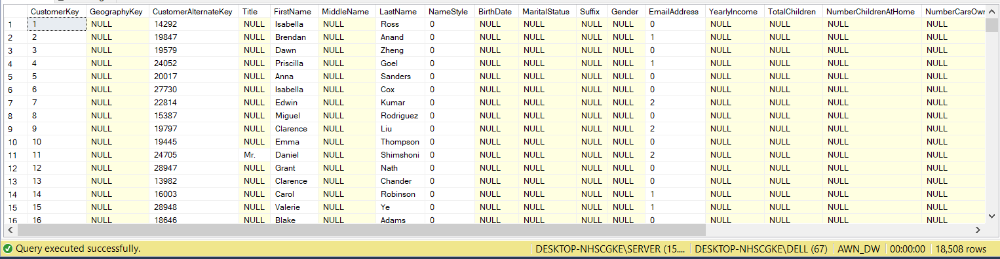 CustomerKey GeographyKey CustomerAlternateKey Title FirstName MiddleName LastName NameStyle BirthDate MaritalStatus Suffix Gender EmailAddress YearlyIncome TotalChildren NumberChildrenAtHome NumberCarsOwr
1 1 NULL 14292 NULL Isabella NULL Ross 0 NULL NULL NULL NULL 0 NULL NULL NULL NULL
2 2 NULL 19847 NULL Brendan NULL Anand 0 NULL NULL NULL NULL 1 NULL NULL NULL NULL
3 3 NULL 19579 NULL Dawn NULL Zheng 0 NULL NULL NULL NULL 0 NULL NULL NULL NULL
4 4 NULL 24052 NULL Priscilla NULL Goel 0 NULL NULL NULL NULL 1 NULL NULL NULL NULL
5 5 NULL 20017 NULL Anna NULL Sanders 0 NULL NULL NULL NULL 0 NULL NULL NULL NULL
6 6 NULL 27730 NULL Isabella NULL Cox 0 NULL NULL NULL NULL 0 NULL NULL NULL NULL
7 7 NULL 22814 NULL Edwin NULL Kumar 0 NULL NULL NULL NULL 2 NULL NULL NULL NULL
8 8 NULL 15387 NULL Miguel NULL Rodriguez 0 NULL NULL NULL NULL 0 NULL NULL NULL NULL
9 9 NULL 19797 NULL Clarence NULL Liu 0 NULL NULL NULL NULL 2 NULL NULL NULL NULL
10 10 NULL 19445 NULL Emma NULL Thompson 0 NULL NULL NULL NULL 0 NULL NULL NULL NULL
11 11 NULL 24705 Mr. Daniel NULL Shimshoni 0 NULL NULL NULL NULL 2 NULL NULL NULL NULL
12 12 NULL 28947 NULL Grant NULL Nath 0 NULL NULL NULL NULL 0 NULL NULL NULL NULL
13 13 NULL 13982 NULL Clarence NULL Chander 0 NULL NULL NULL NULL 0 NULL NULL NULL NULL
14 14 NULL 16003 NULL Carol NULL Robinson 0 NULL NULL NULL NULL 1 NULL NULL NULL NULL
15 15 NULL 28948 NULL Valerie NULL Ye 0 NULL NULL NULL NULL 1 NULL NULL NULL NULL
16 16 NULL 18646 NULL Blake NULL Adams 0 NULL NULL NULL NULL 0 NULL NULL NULL NULL
Query executed successfully. DESKTOP-NHSCGKE\SERVER (15.... DESKTOP-NHSCGKE\DELL (67) AWN_DW 00:00:00 18,508 rows